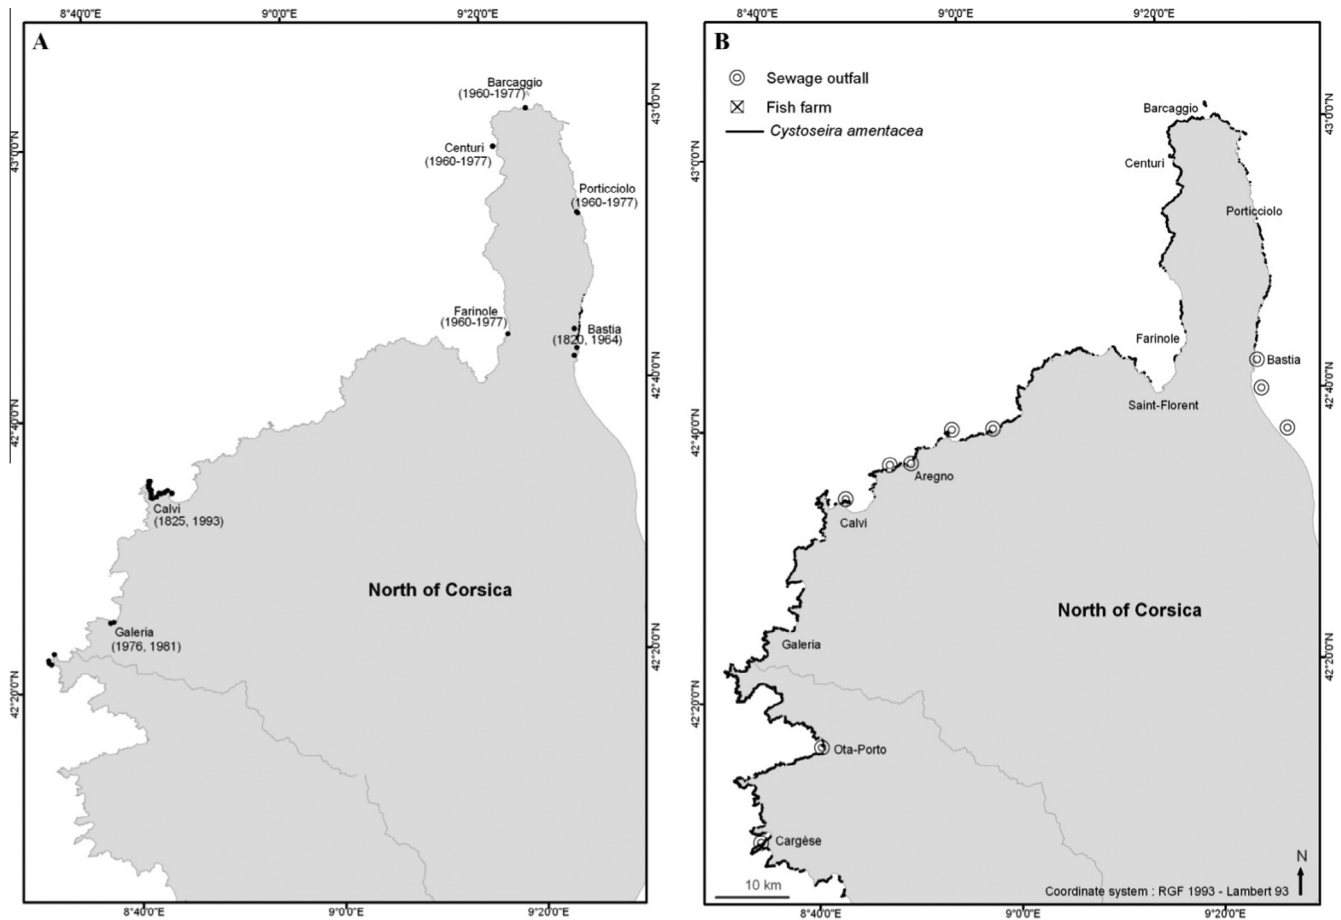 8°40'0"E 9°0'0"E 9°20'0"E
A
Barcaggio
(1960-1977)
43°0'0"N
43°0'0"N
Centuri
(1960-1977)
Porticciolo
(1960-1977)
Farinole
(1960-1977)
Bastia
(1820, 1964)
42°40'0"N
42°40'0"N
Calvi
(1825, 1993)
North of Corsica
Galeria
(1976, 1981)
42°20'0"N
42°20'0"N
8°40'0"E 9°0'0"E 9°20'0"E
8°40'0"E 9°0'0"E 9°20'0"E
B
Sewage outfall
Fish farm
Cystoseira amentacea
Barcaggio
43°0'0"N
43°0'0"N
Centuri
Porticciolo
Farinole
Bastia
42°40'0"N
Saint-Florent
42°40'0"N
Aregno
Calvi
North of Corsica
Galeria
42°20'0"N
42°20'0"N
Ota-Porto
Cargèse
N
10 km
Coordinate system : RGF 1993 - Lambert 93
8°40'0"E 9°0'0"E 9°20'0"E